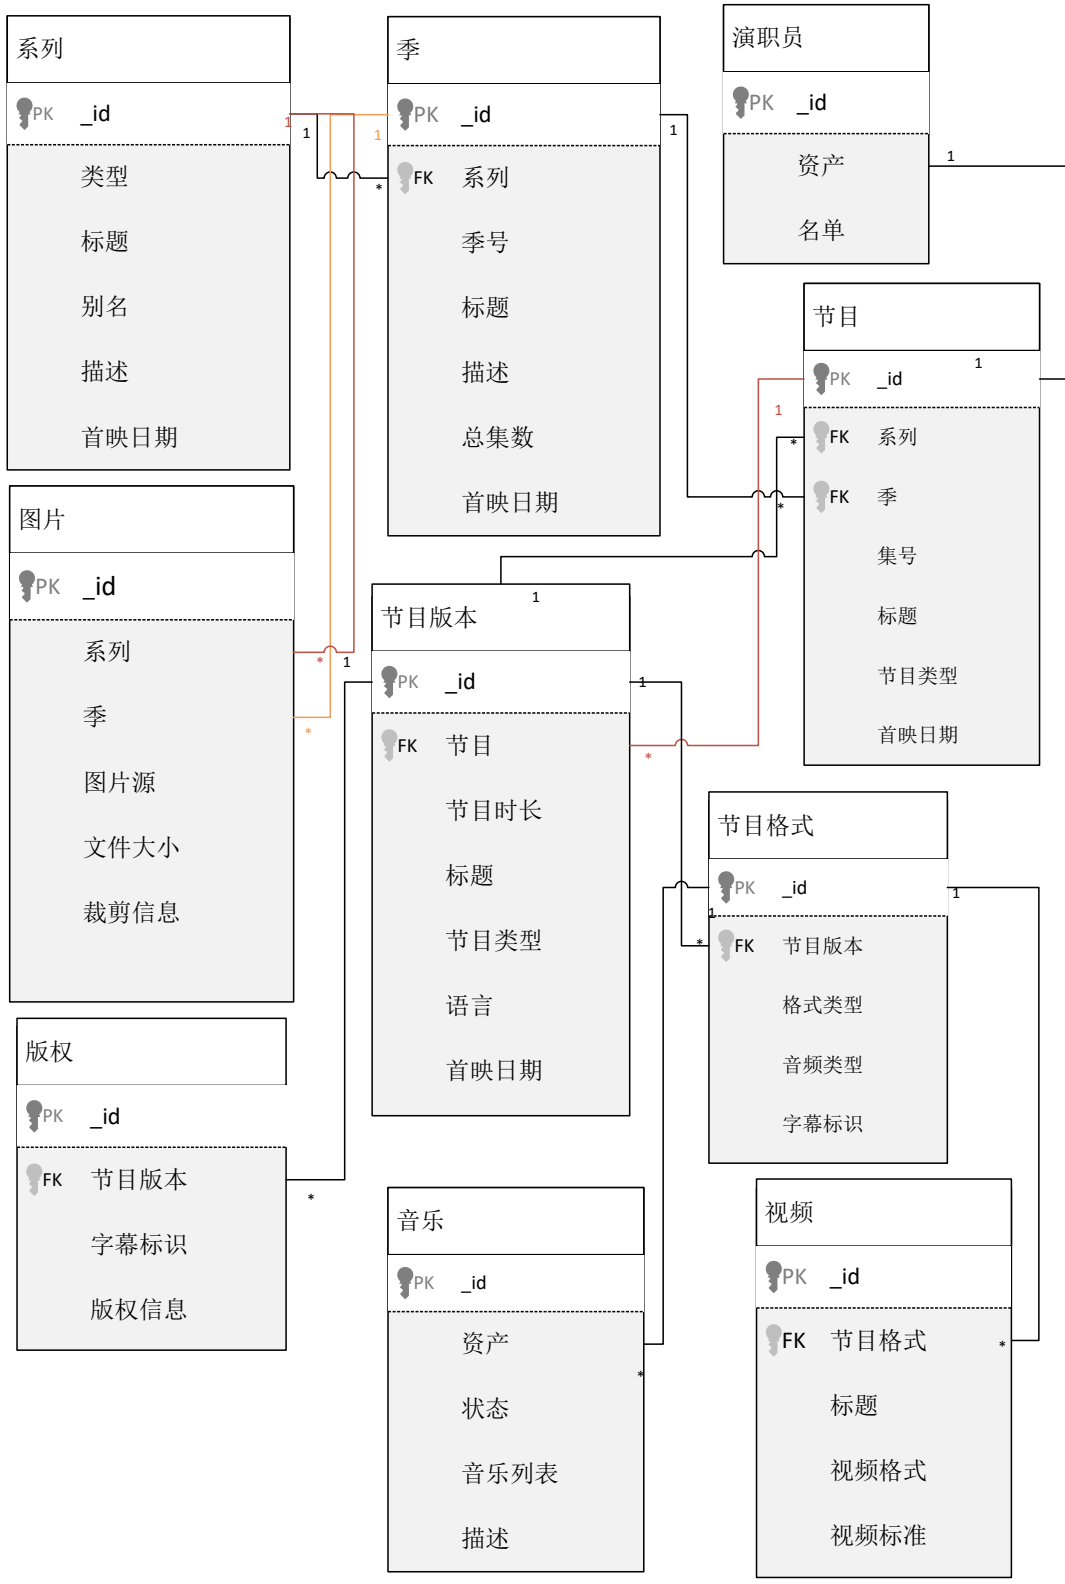 系列
PK _id
类型
标题
别名
描述
首映日期
季
PK _id
FK 系列
季号
标题
描述
总集数
首映日期
演职员
PK _id
资产
名单
节目
PK _id
FK 系列
FK 季
集号
标题
节目类型
首映日期
图片
PK _id
系列
季
图片源
文件大小
裁剪信息
节目版本
PK _id
FK 节目
节目时长
标题
节目类型
语言
首映日期
节目格式
PK _id
FK 节目版本
格式类型
音频类型
字幕标识
版权
PK _id
FK 节目版本
字幕标识
版权信息
音乐
PK _id
资产
状态
音乐列表
描述
视频
PK _id
FK 节目格式
标题
视频格式
视频标准
1
1
*
1
1
1
1
1
*
*
1
*
*
1
1
*
1
*
1
*
*
*